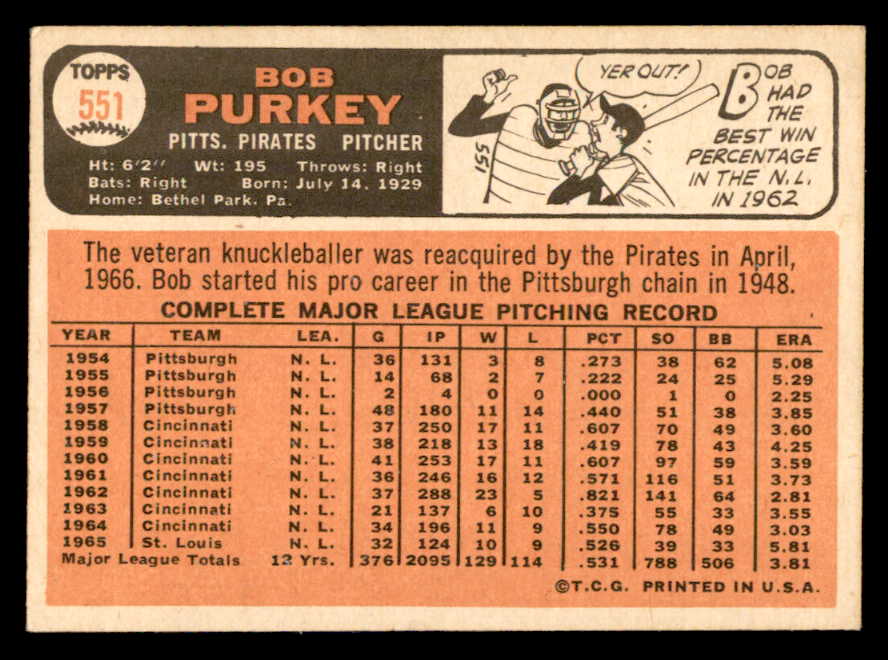 TOPPS
551
BOB
PURKEY
PITTS. PIRATES PITCHER
Ht: 6'2" Wt: 195 Throws: Right
Bats: Right Born: July 14, 1929
Home: Bethel Park, Pa.
YER OUT!
551
BOB
HAD
THE
BEST WIN
PERCENTAGE
IN THE N.L.
IN 1962
The veteran knuckleballer was reacquired by the Pirates in April,
1966. Bob started his pro career in the Pittsburgh chain in 1948.
COMPLETE MAJOR LEAGUE PITCHING RECORD
YEAR TEAM LEA. G IP W L PCT SO BB ERA
1954 Pittsburgh N. L. 36 131 3 8 .273 38 62 5.08
1955 Pittsburgh N. L. 14 68 2 7 .222 24 25 5.29
1956 Pittsburgh N. L. 2 4 0 0 .000 1 0 2.25
1957 Pittsburgh N. L. 48 180 11 14 .440 51 38 3.85
1958 Cincinnati N. L. 37 250 17 11 .607 70 49 3.60
1959 Cincinnati N. L. 38 218 13 18 .419 78 43 4.25
1960 Cincinnati N. L. 41 253 17 11 .607 97 59 3.59
1961 Cincinnati N. L. 36 246 16 12 .571 116 51 3.73
1962 Cincinnati N. L. 37 288 23 5 .821 141 64 2.81
1963 Cincinnati N. L. 21 137 6 10 .375 55 33 3.55
1964 Cincinnati N. L. 34 196 11 9 .550 78 49 3.03
1965 St. Louis N. L. 32 124 10 9 .526 39 33 5.81
Major League Totals 12 Yrs. 376 2095 129 114 .531 788 506 3.81
©T.C.G. PRINTED IN U.S.A.